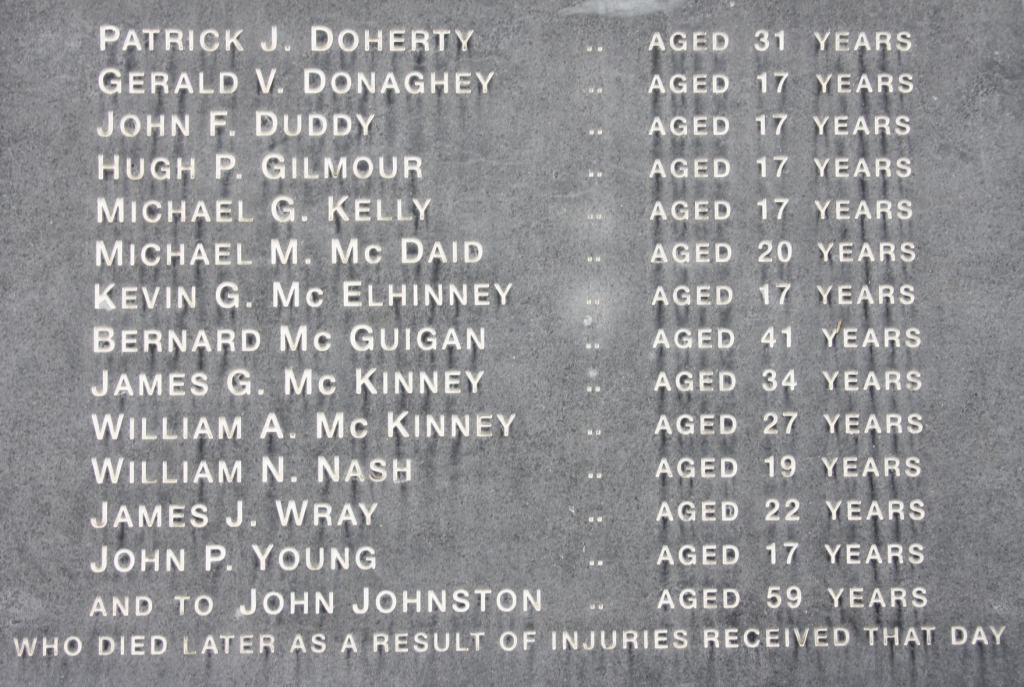 PATRICK J. DOHERTY .. AGED 31 YEARS
GERALD V. DONAGHEY .. AGED 17 YEARS
JOHN F. DUDDY .. AGED 17 YEARS
HUGH P. GILMOUR .. AGED 17 YEARS
MICHAEL G. KELLY .. AGED 17 YEARS
MICHAEL M. Mc DAID .. AGED 20 YEARS
KEVIN G. Mc ELHINNEY .. AGED 17 YEARS
BERNARD Mc GUIGAN .. AGED 41 YEARS
JAMES G. Mc KINNEY .. AGED 34 YEARS
WILLIAM A. Mc KINNEY .. AGED 27 YEARS
WILLIAM N. NASH .. AGED 19 YEARS
JAMES J. WRAY .. AGED 22 YEARS
JOHN P. YOUNG .. AGED 17 YEARS
AND TO JOHN JOHNSTON .. AGED 59 YEARS
WHO DIED LATER AS A RESULT OF INJURIES RECEIVED THAT DAY